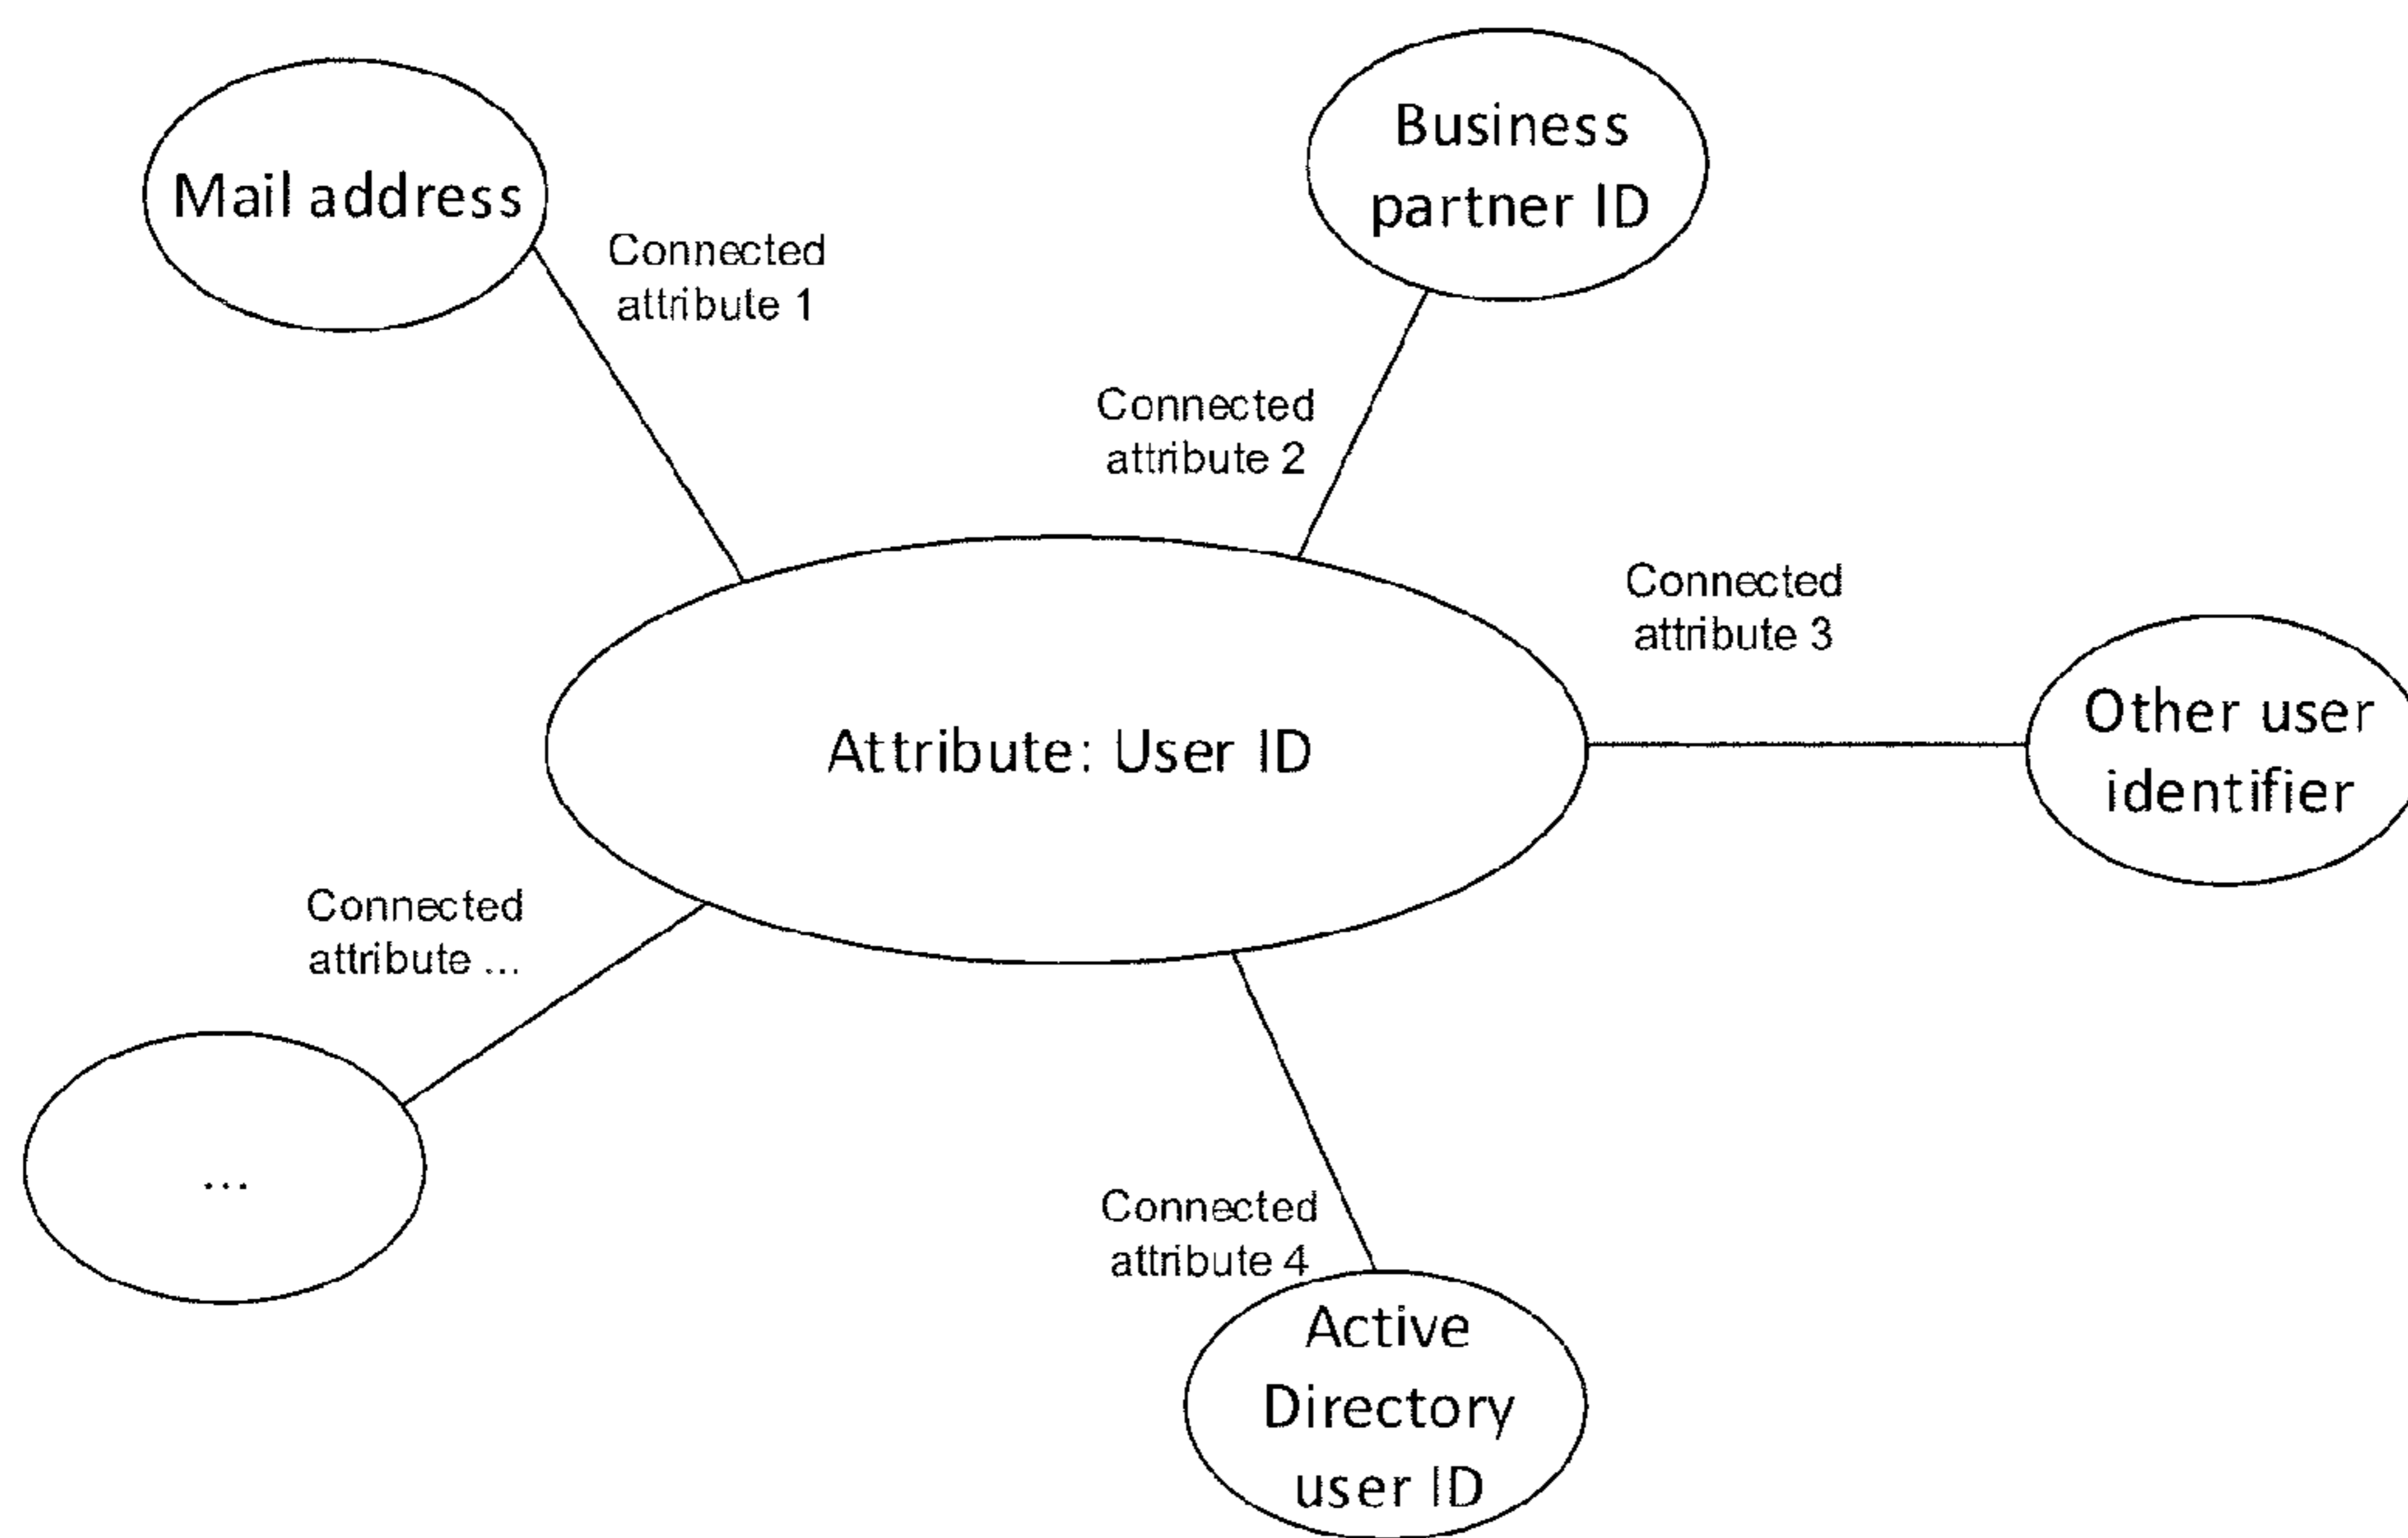 Mail address
Connected
attribute 1
Business
partner ID
Connected
attribute 2
Connected
attribute 3
Other user
identifier
Attribute: User ID
Connected
attribute ...
...
Connected
attribute 4
Active
Directory
user ID